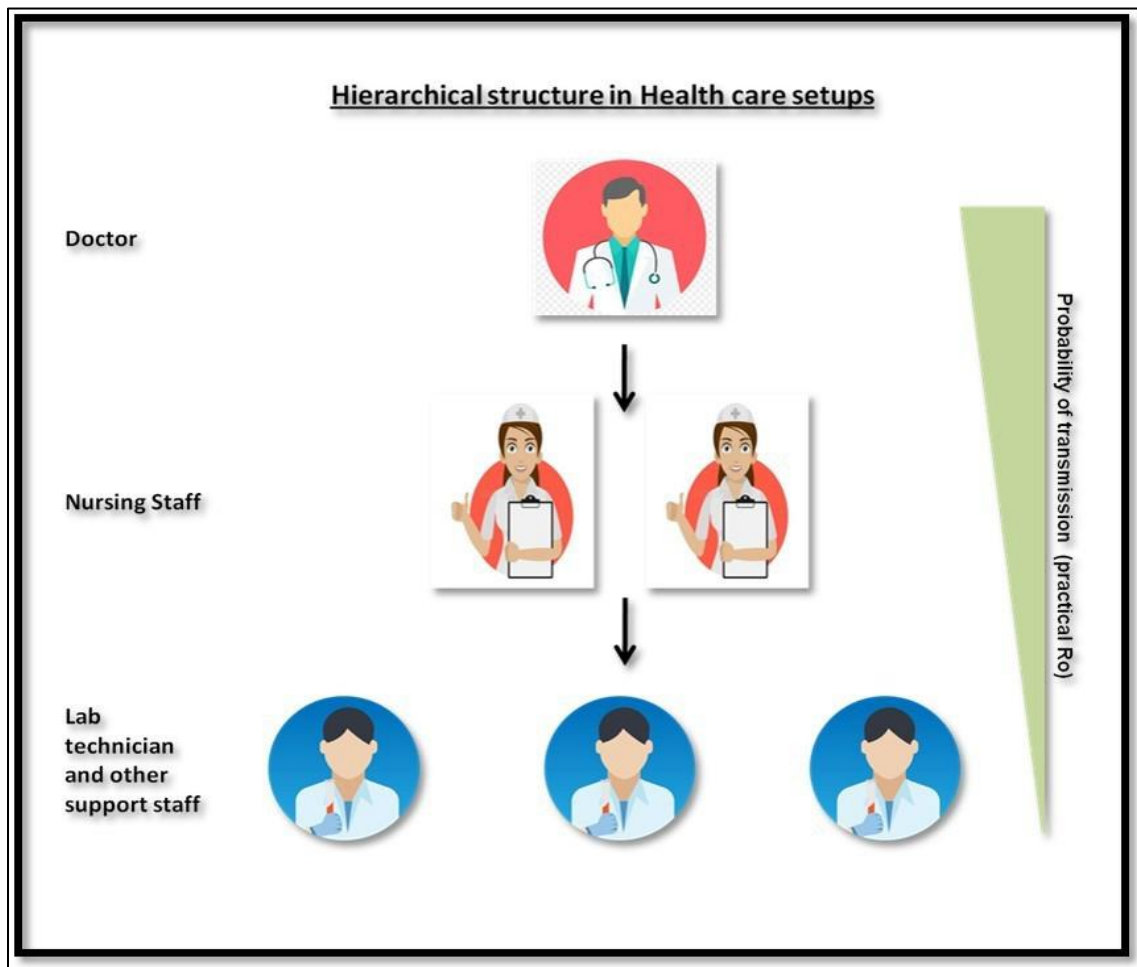 Hierarchical structure in Health care setups
Doctor
Nursing Staff
Lab
technician
and other
support staff
Probability of transmission (practical Ro)